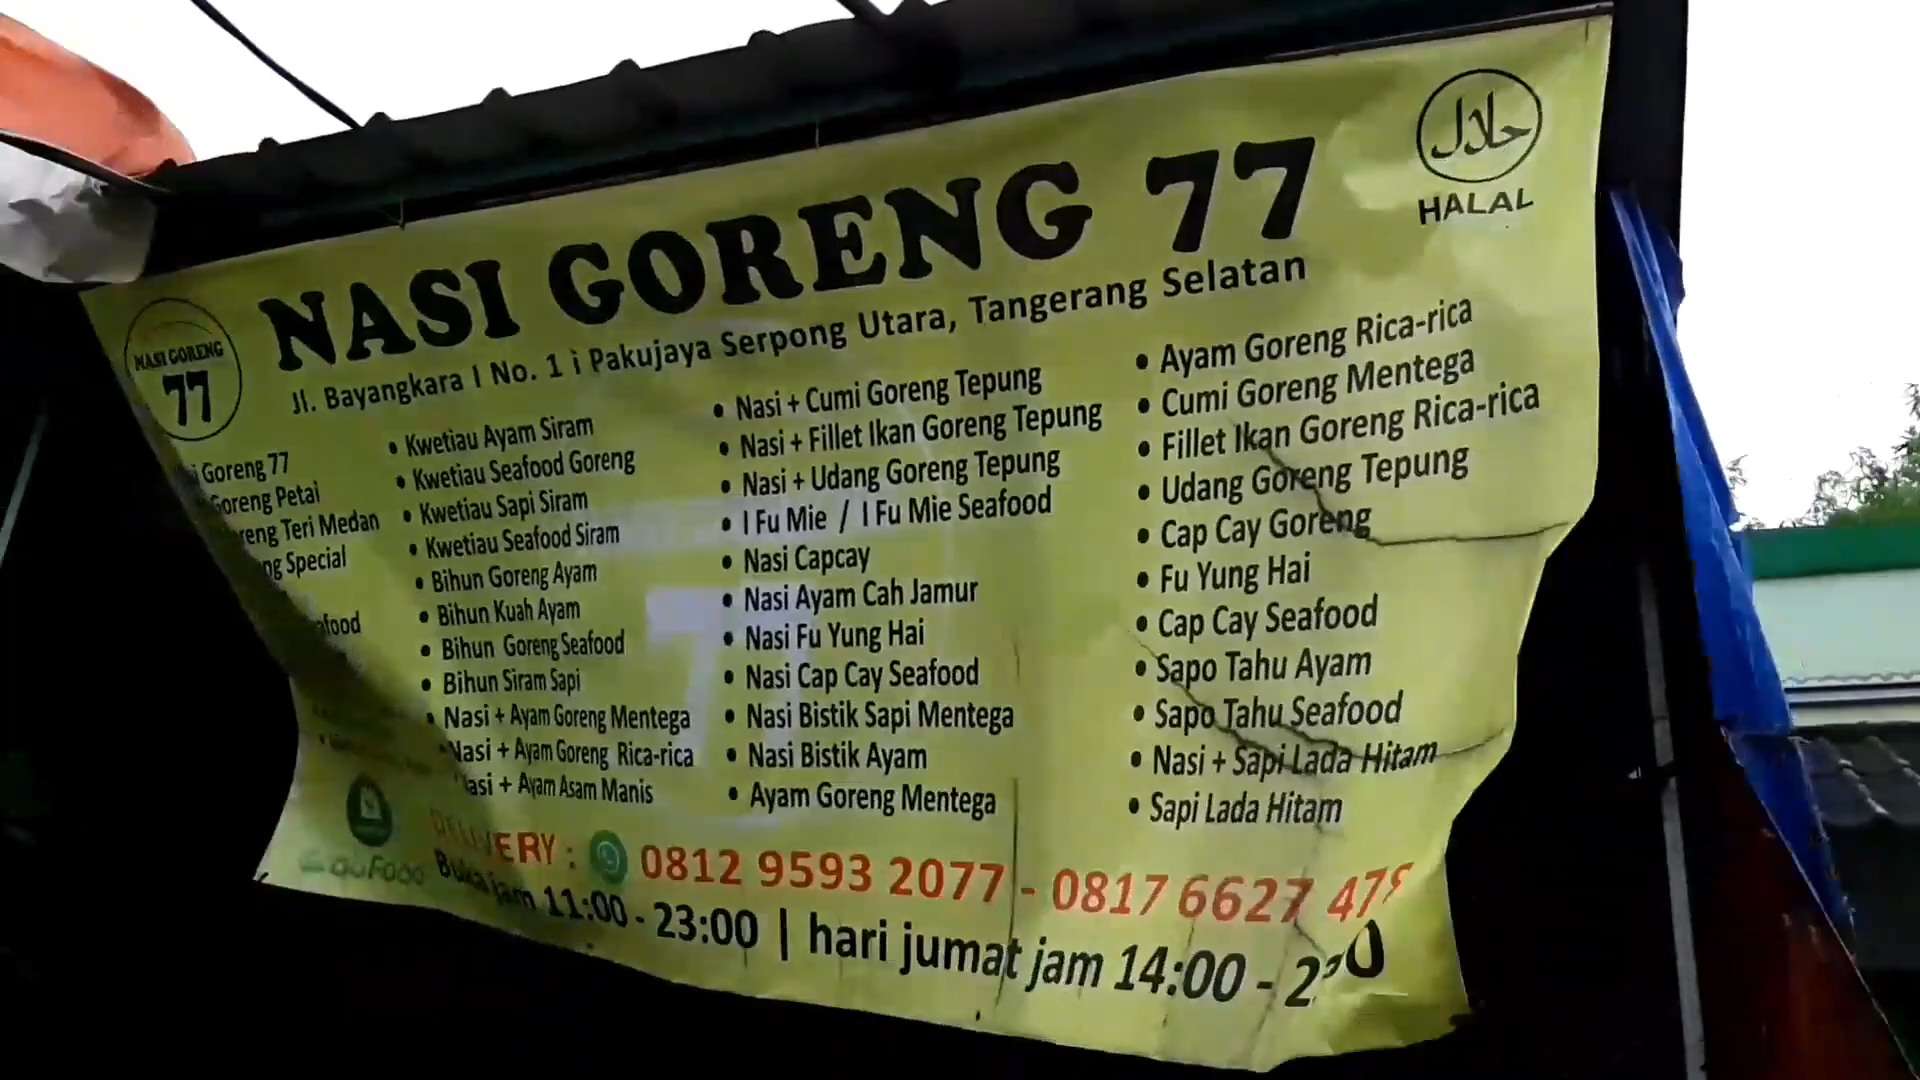 حلال
HALAL
NASI GORENG 77
NASI GORENG
77
Jl. Bayangkara I No. 1 i Pakujaya Serpong Utara, Tangerang Selatan
Goreng 77
Goreng Petai
Teri Medan
Special
• Kwetiau Ayam Siram
• Kwetiau Seafood Goreng
• Kwetiau Sapi Siram
• Kwetiau Seafood Siram
• Bihun Goreng Ayam
• Bihun Kuah Ayam
• Bihun Goreng Seafood
• Bihun Siram Sapi
• Nasi + Ayam Goreng Mentega
• Nasi + Ayam Goreng Rica-rica
Nasi + Ayam Asam Manis
• Nasi + Cumi Goreng Tepung
• Nasi + Fillet Ikan Goreng Tepung
• Nasi + Udang Goreng Tepung
• I Fu Mie / I Fu Mie Seafood
• Nasi Capcay
• Nasi Ayam Cah Jamur
• Nasi Fu Yung Hai
• Nasi Cap Cay Seafood
• Nasi Bistik Sapi Mentega
• Nasi Bistik Ayam
• Ayam Goreng Mentega
• Ayam Goreng Rica-rica
• Cumi Goreng Mentega
• Fillet Ikan Goreng Rica-rica
• Udang Goreng Tepung
• Cap Cay Goreng
• Fu Yung Hai
• Cap Cay Seafood
• Sapo Tahu Ayam
• Sapo Tahu Seafood
• Nasi + Sapi Lada Hitam
• Sapi Lada Hitam
DELIVERY : 0812 9593 2077 - 0817 6627
Buka jam 11:00 - 23:00 | hari jumat jam 14:00 -